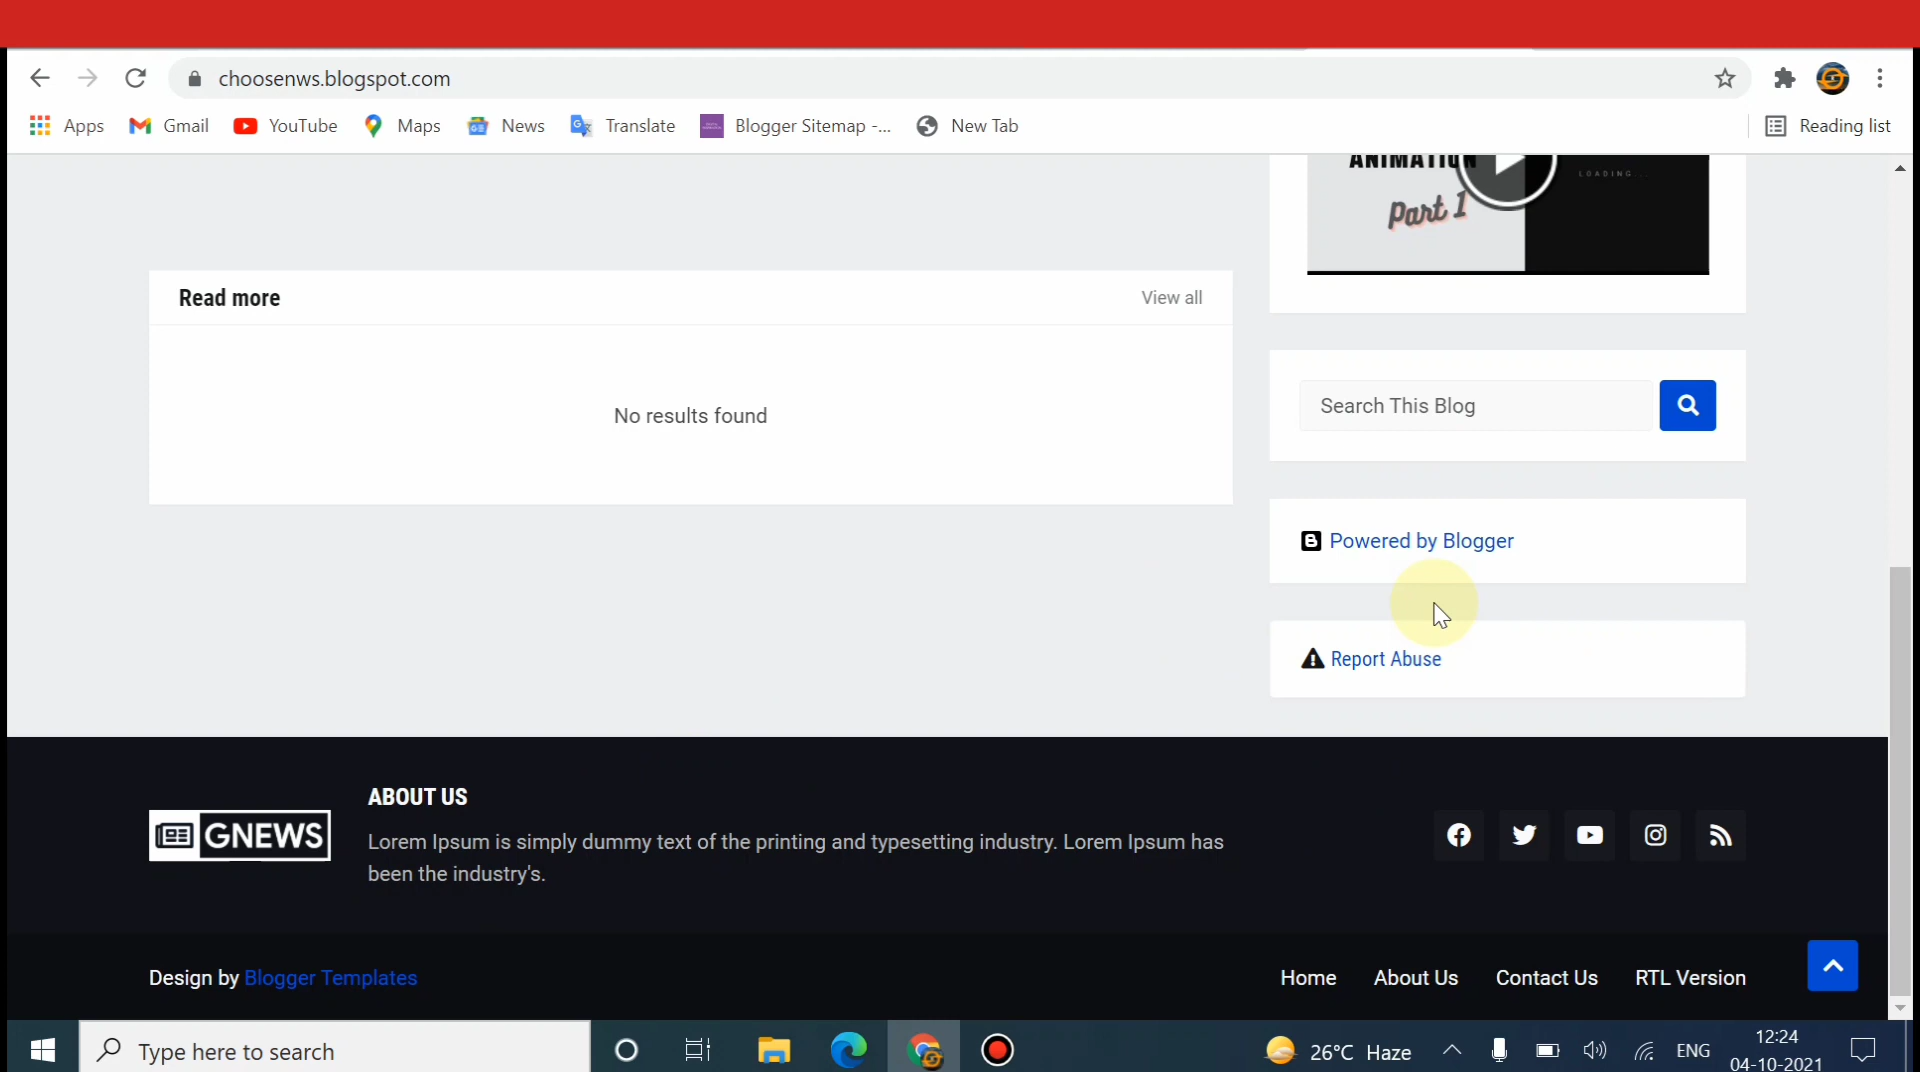 choosenws.blogspot.com
Apps Gmail YouTube Maps News Translate Blogger Sitemap -... New Tab Reading list
ANIMATION
Part 1
LOADING...
Read more View all
No results found
Search This Blog
Powered by Blogger
Report Abuse
GNEWS
ABOUT US
Lorem Ipsum is simply dummy text of the printing and typesetting industry. Lorem Ipsum has
been the industry's.
Design by Blogger Templates
Home About Us Contact Us RTL Version
Type here to search
26°C Haze
ENG
12:24
04-10-2021